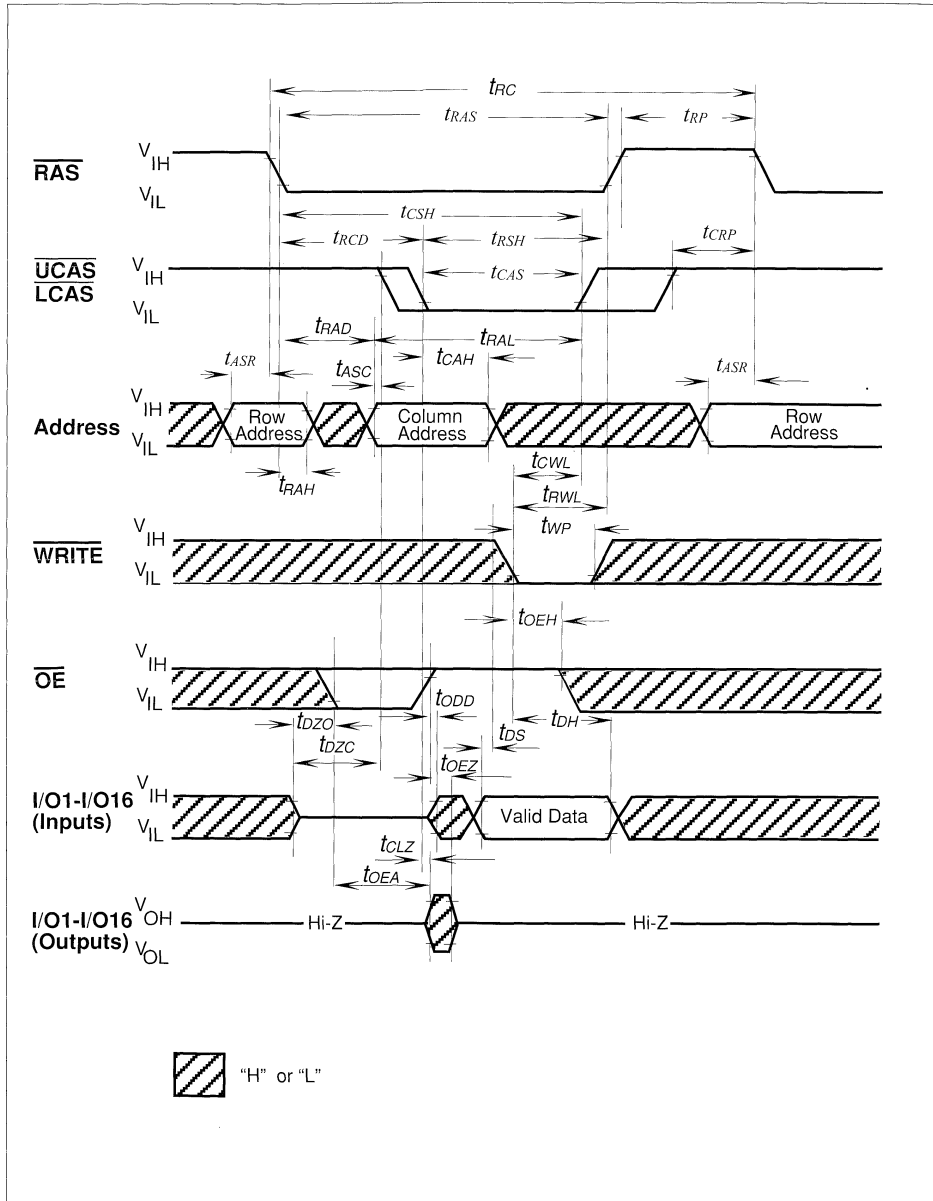 tRC
tRAS
tRP
RAS
VIH
VIL
tCSH
tRCD
tRSH
tCRP
UCAS
LCAS
VIH
VIL
tCAS
tRAD
tRAL
tASR
tASC
tCAH
tASR
Address
VIH
VIL
Row
Address
Column
Address
Row
Address
tRAH
tCWL
tRWL
tWP
WRITE
VIH
VIL
tOEH
OE
VIH
VIL
tDZO
tODD
tDH
tDZC
tDS
tOEZ
I/O1-I/O16
(Inputs)
VIH
VIL
Valid Data
tCLZ
tOEA
I/O1-I/O16
(Outputs)
VOH
VOL
Hi-Z
Hi-Z
"H" or "L"